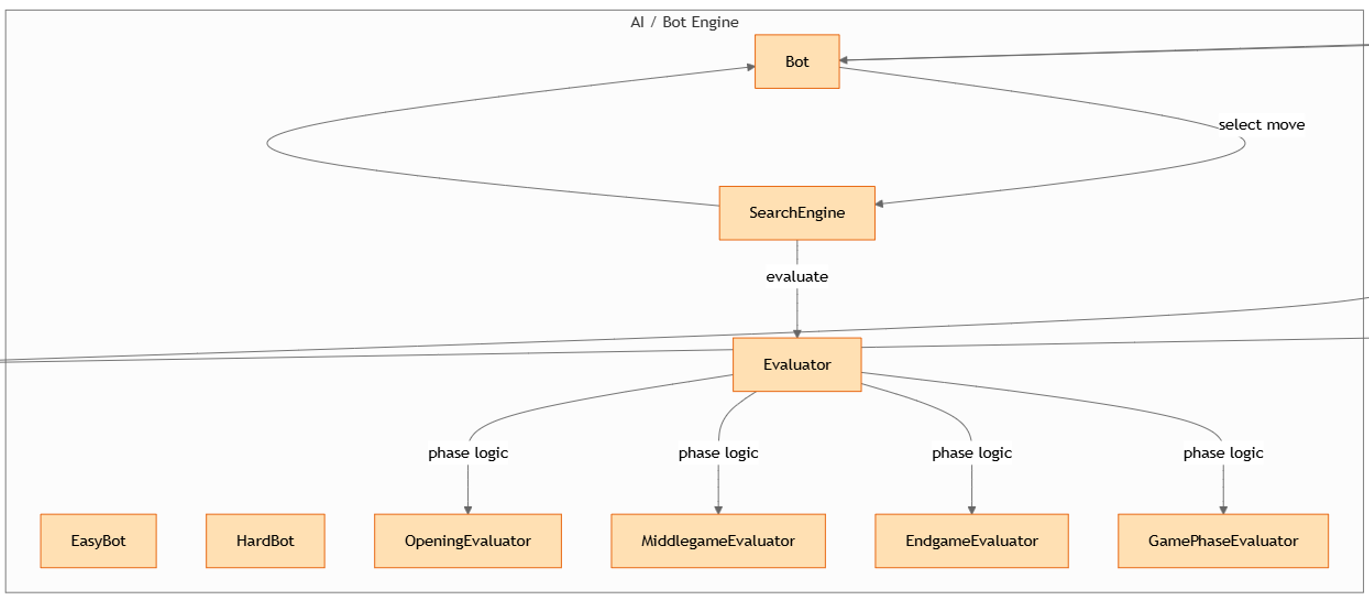 AI / Bot Engine
Bot
select move
SearchEngine
evaluate
Evaluator
phase logic
phase logic
phase logic
phase logic
EasyBot
HardBot
OpeningEvaluator
MiddlegameEvaluator
EndgameEvaluator
GamePhaseEvaluator